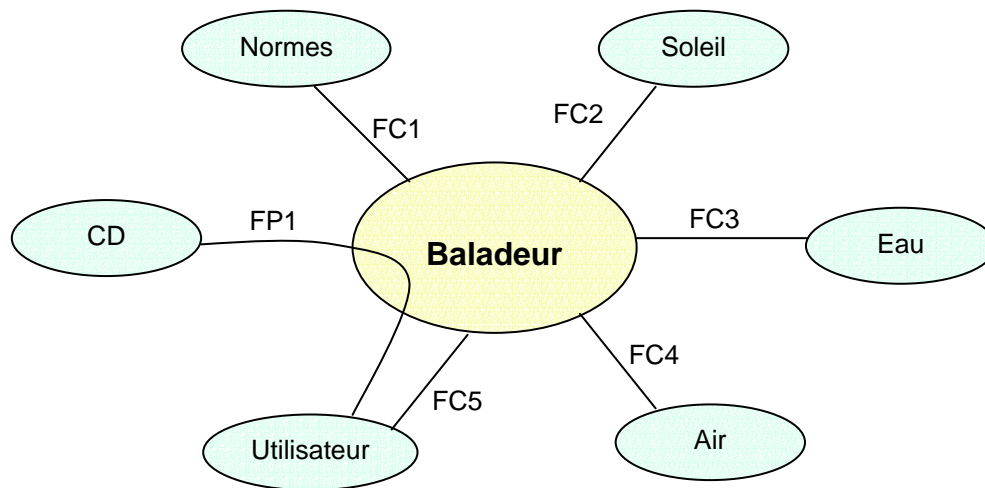 Normes
Soleil
FC1
FC2
CD
FP1
Baladeur
FC3
Eau
FC4
FC5
Utilisateur
Air